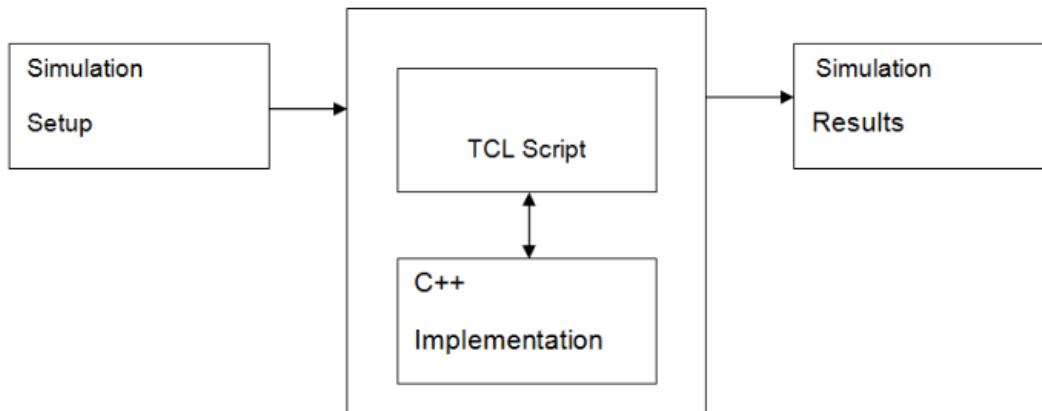 Simulation
Setup
TCL Script
C++
Implementation
Simulation
Results